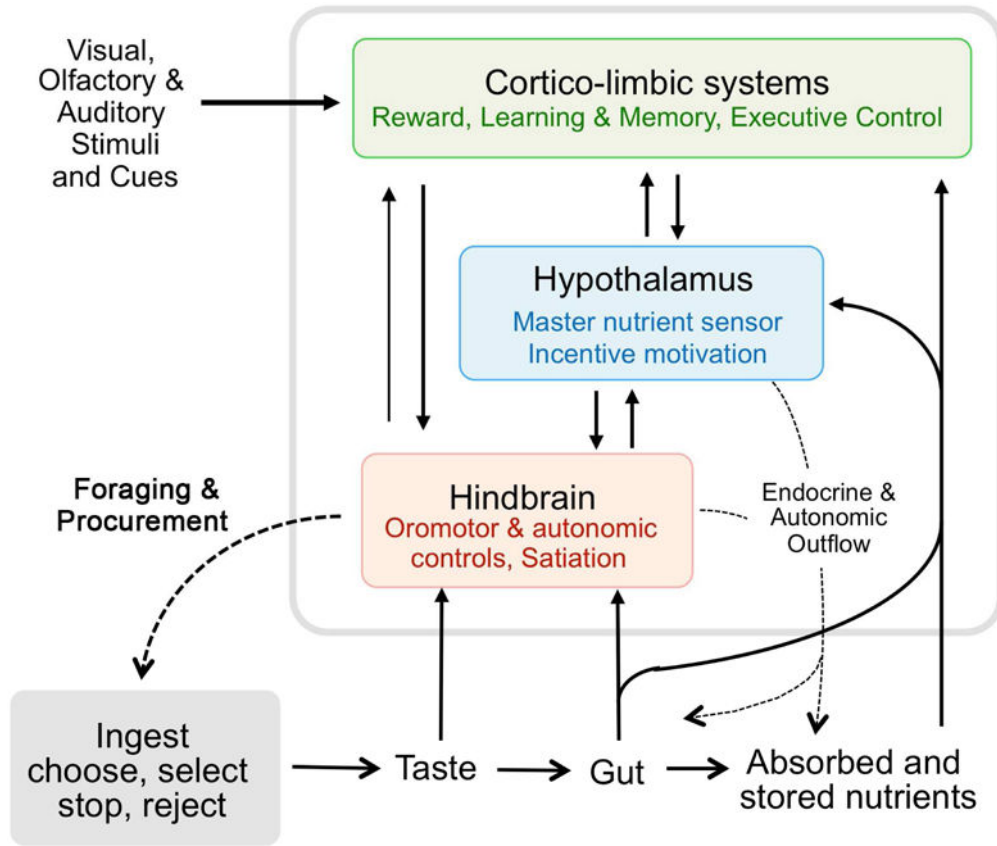 Visual,
Olfactory &
Auditory
Stimuli
and Cues
Cortico-limbic systems
Reward, Learning & Memory, Executive Control
Hypothalamus
Master nutrient sensor
Incentive motivation
Foraging &
Procurement
Hindbrain
Oromotor & autonomic
controls, Satiation
Endocrine &
Autonomic
Outflow
Ingest
choose, select
stop, reject
Taste
Gut
Absorbed and
stored nutrients